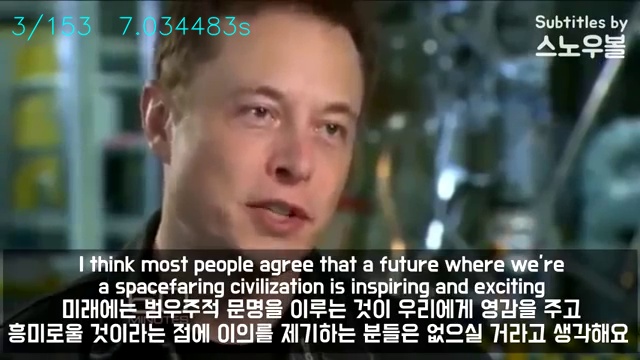 3/153 7.034483s
Subtitles by
스노우볼
I think most people agree that a future where we're
a spacefaring civilization is inspiring and exciting
미래에는 범우주적 문명을 이루는 것이 우리에게 영감을 주고
흥미로울 것이라는 점에 이의를 제기하는 분들은 없으실 거라고 생각해요